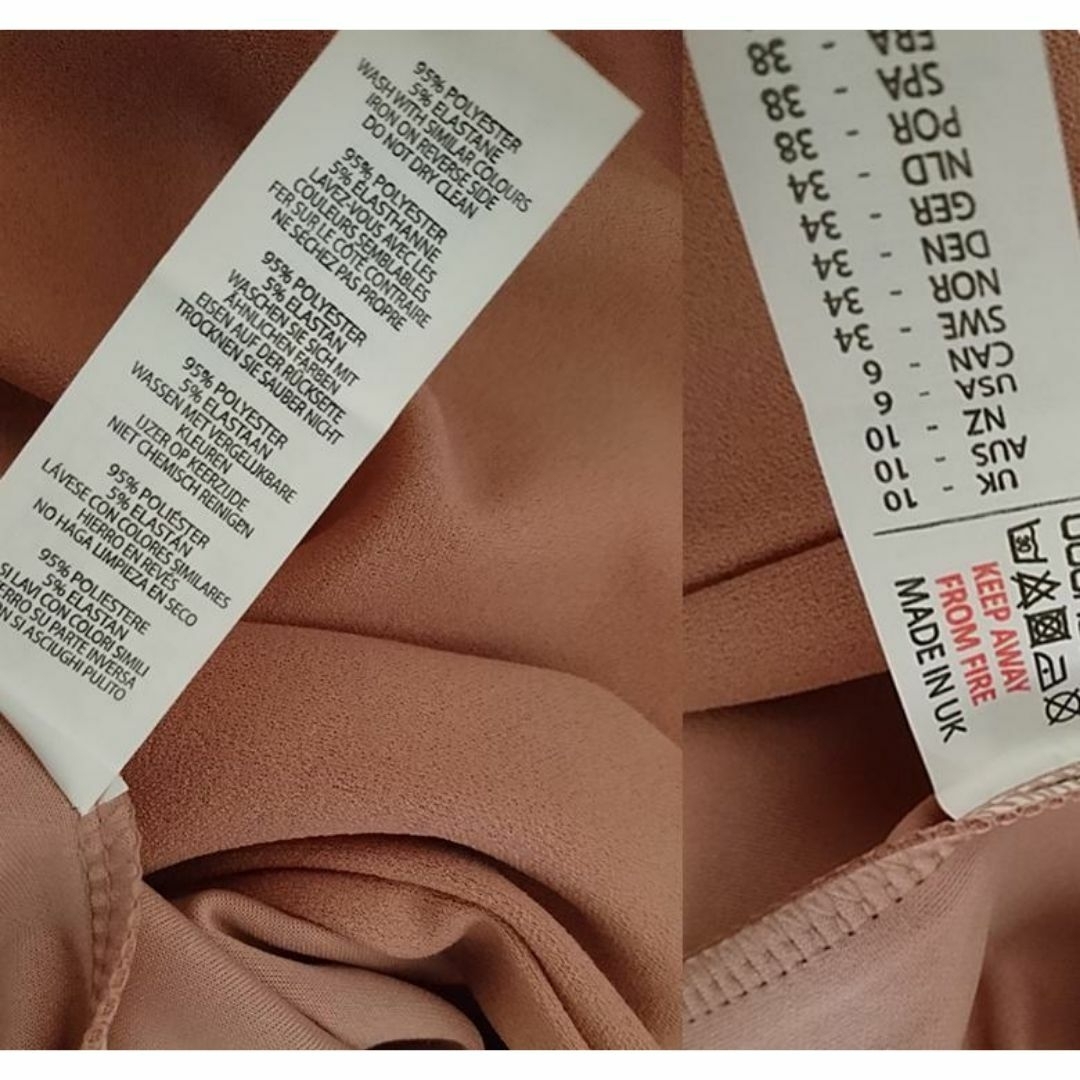 95% POLYESTER
5% ELASTANE
WASH WITH SIMILAR COLOURS
IRON ON REVERSE SIDE
DO NOT DRY CLEAN
95% POLYESTER
5% ELASTHANNE
LAVEZ-VOUS AVEC LES
COULEURS SEMBLABLES
FER SUR LE COTE CONTRAIRE
NE SECHEZ PAS PROPRE
95% POLYESTER
5% ELASTAN
WASCHEN SIE SICH MIT
ÄHNLICHEN FARBEN
EISEN AUF DER RÜCKSEITE
TROCKNEN SIE SAUBER NICHT
95% POLYESTER
5% ELASTAAN
WASSEN MET VERGELIJKBARE
KLEUREN
IJZER OP KEERZIJDE
NIET CHEMISCH REINIGEN
95% POLIÉSTER
5% ELASTAN
LÁVESE CON COLORES SIMILARES
HIERRO EN REVÉS
NO HAGA LIMPIEZA EN SECO
95% POLIESTERE
5% ELASTAN
SI LAVI CON COLORI SIMILI
FERRO SU PARTE INVERSA
NON SI ASCIUGHI PULITO
UK - 10
AUS - 10
NZ - 10
USA - 6
CAN - 6
SWE - 34
NOR - 34
DEN - 34
GER - 34
NLD - 34
POR - 38
SPA - 38
FRA - 38
30
KEEP AWAY
FROM FIRE
MADE IN UK